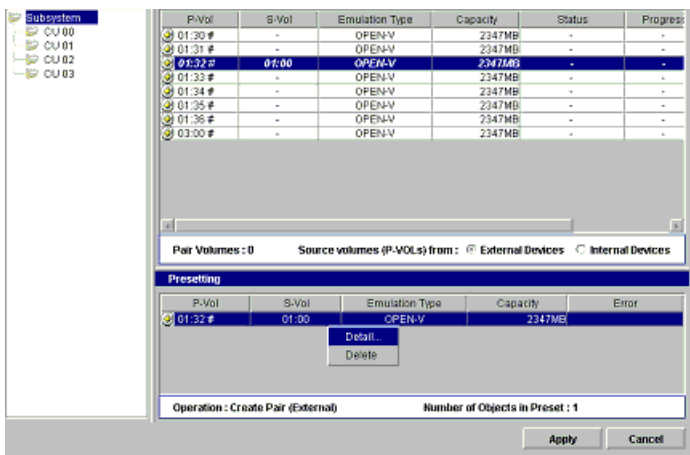 Subsystem
CU 00
CU 01
CU 02
CU 03
P-Vol S-Vol Emulation Type Capacity Status Progress
01:30 # - OPEN-V 2347MB - -
01:31 # - OPEN-V 2347MB - -
01:32 # 01:00 OPEN-V 2347MB - -
01:33 # - OPEN-V 2347MB - -
01:34 # - OPEN-V 2347MB - -
01:35 # - OPEN-V 2347MB - -
01:36 # - OPEN-V 2347MB - -
03:00 # - OPEN-V 2347MB - -
Pair Volumes : 0 Source volumes (P-VOLs) from : External Devices Internal Devices
Presetting
P-Vol S-Vol Emulation Type Capacity Error
01:32 # 01:00 OPEN-V 2347MB
Detail...
Delete
Operation : Create Pair (External) Number of Objects in Preset : 1
Apply Cancel